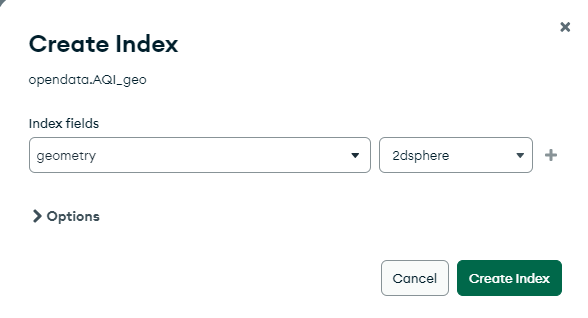 Create Index
opendata.AQI_geo
Index fields
geometry 2dsphere
Options
Cancel Create Index